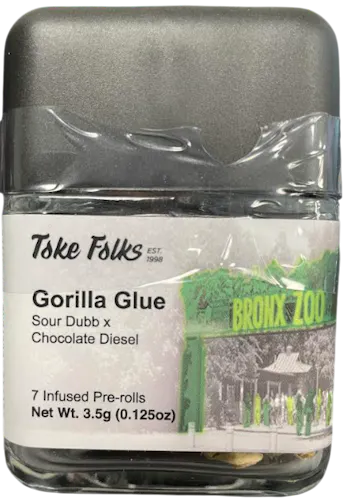 Toke Folks EST. 1998
Gorilla Glue
Sour Dubb x
Chocolate Diesel
BRONX ZOO
7 Infused Pre-rolls
Net Wt. 3.5g (0.125oz)